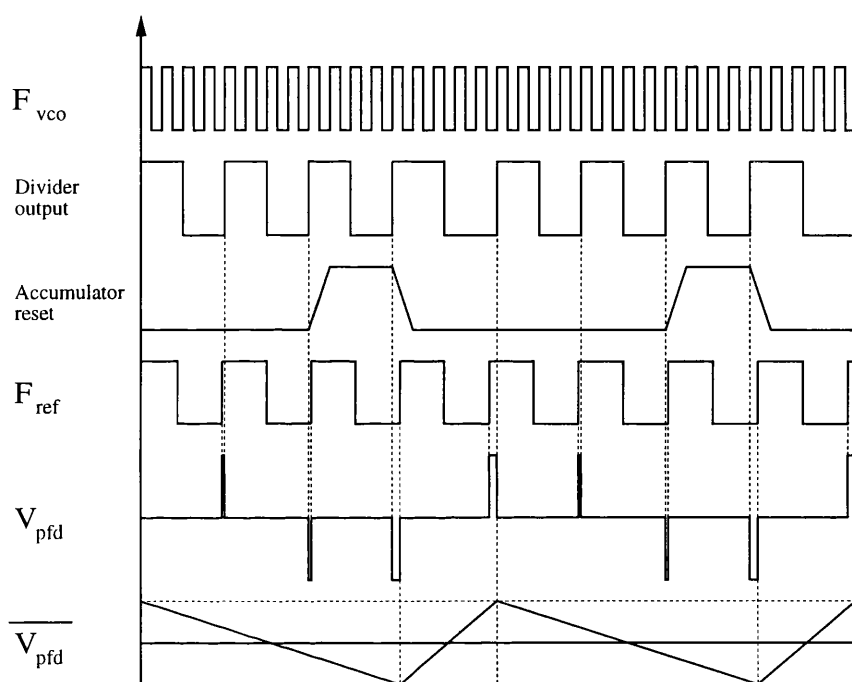 F vco
Divider
output
Accumulator
reset
F ref
V pfd
V pfd